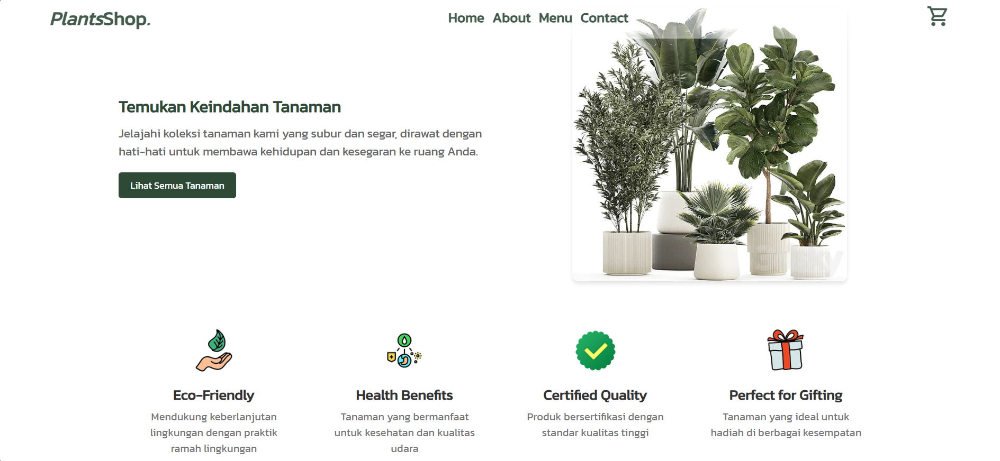 PlantsShop.
Home About Menu Contact
Temukan Keindahan Tanaman
Jelajahi koleksi tanaman kami yang subur dan segar, dirawat dengan
hati-hati untuk membawa kehidupan dan kesegaran ke ruang Anda.
Lihat Semua Tanaman
Eco-Friendly
Mendukung keberlanjutan
lingkungan dengan praktik
ramah lingkungan
Health Benefits
Tanaman yang bermanfaat
untuk kesehatan dan kualitas
udara
Certified Quality
Produk bersertifikasi dengan
standar kualitas tinggi
Perfect for Gifting
Tanaman yang ideal untuk
hadiah di berbagai kesempatan